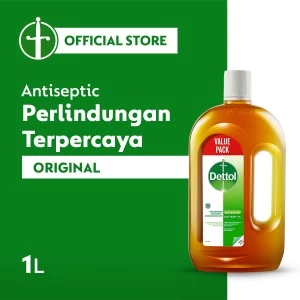 OFFICIAL STORE
Antiseptic
Perlindungan
Terpercaya
ORIGINAL
1L
VALUE
PACK
Dettol